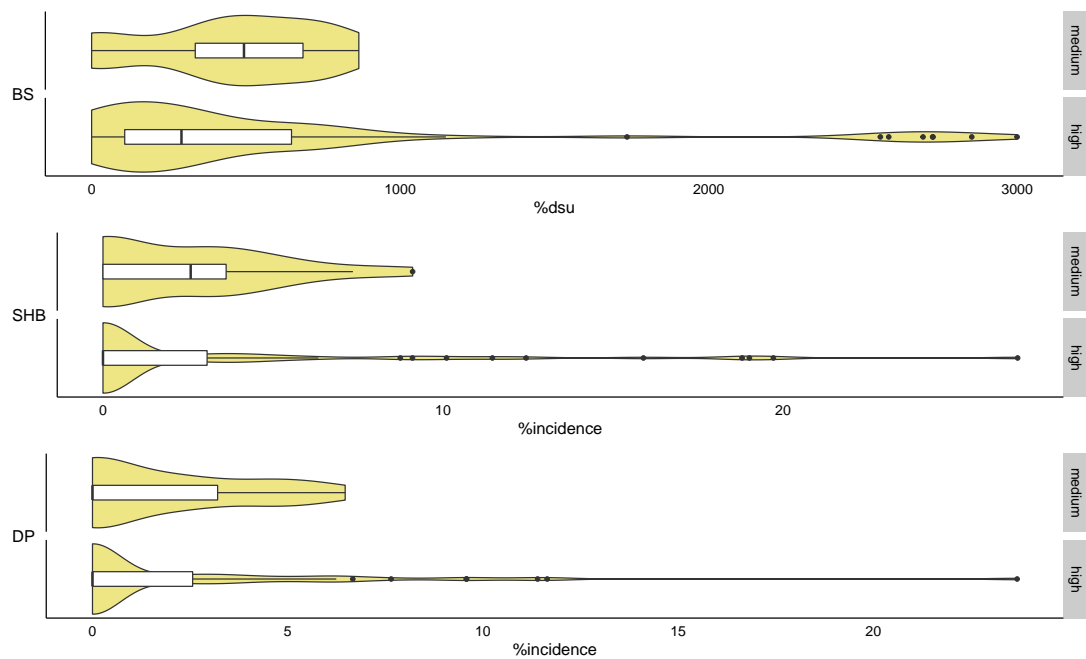 BS
medium
high
0 1000 2000 3000
%dsu
SHB
medium
high
0 10 20
%incidence
DP
medium
high
0 5 10 15 20
%incidence